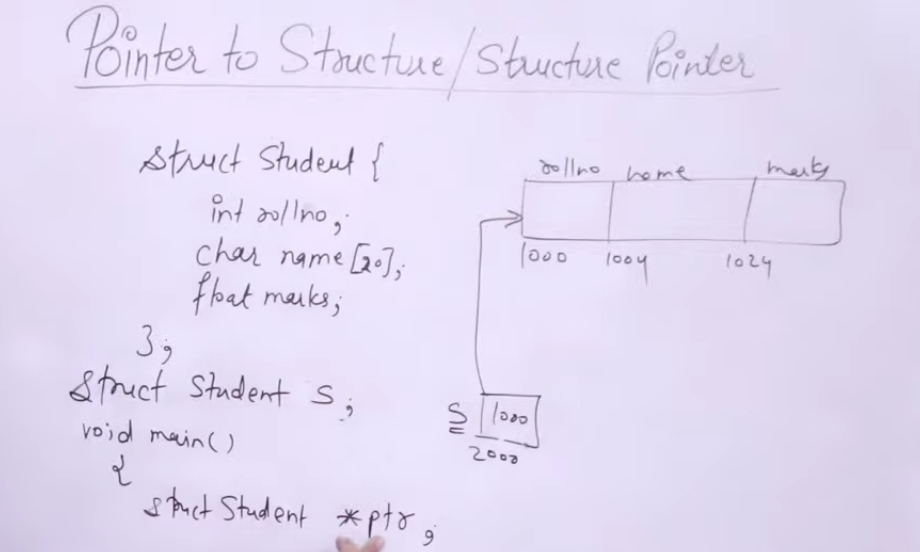 Pointer to Structure/Structure Pointer
struct Student {
int rollno;
char name[20];
float marks;
};
struct Student S;
void main()
{
struct Student *ptr;
rollno name marks
1000 1004 1024
S 1000
2000